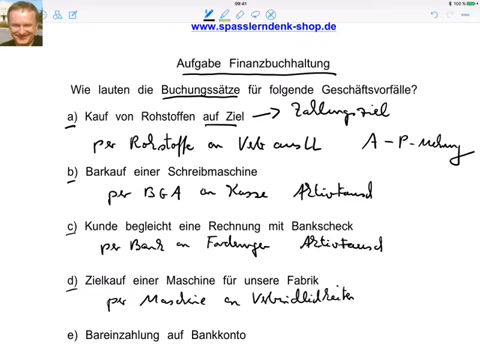 09:41
100 %
www.spasslerndenk-shop.de
Aufgabe Finanzbuchhaltung
Wie lauten die Buchungssätze für folgende Geschäftsvorfälle?
a) Kauf von Rohstoffen auf Ziel → Zahlungsziel
per Rohstoffe an Verb aus LL A - P - mehrung
b) Barkauf einer Schreibmaschine
per BGA an Kasse Aktivtausch
c) Kunde begleicht eine Rechnung mit Bankscheck
per Bank an Forderungen Aktivtausch
d) Zielkauf einer Maschine für unsere Fabrik
per Maschine an Verbindlichkeiten
e) Bareinzahlung auf Bankkonto